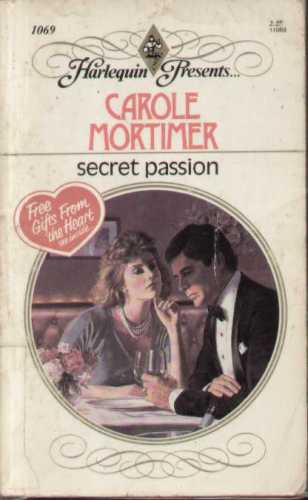 1069
Harlequin Presents...
CAROLE
MORTIMER
secret passion
Free
Gifts From
the Heart